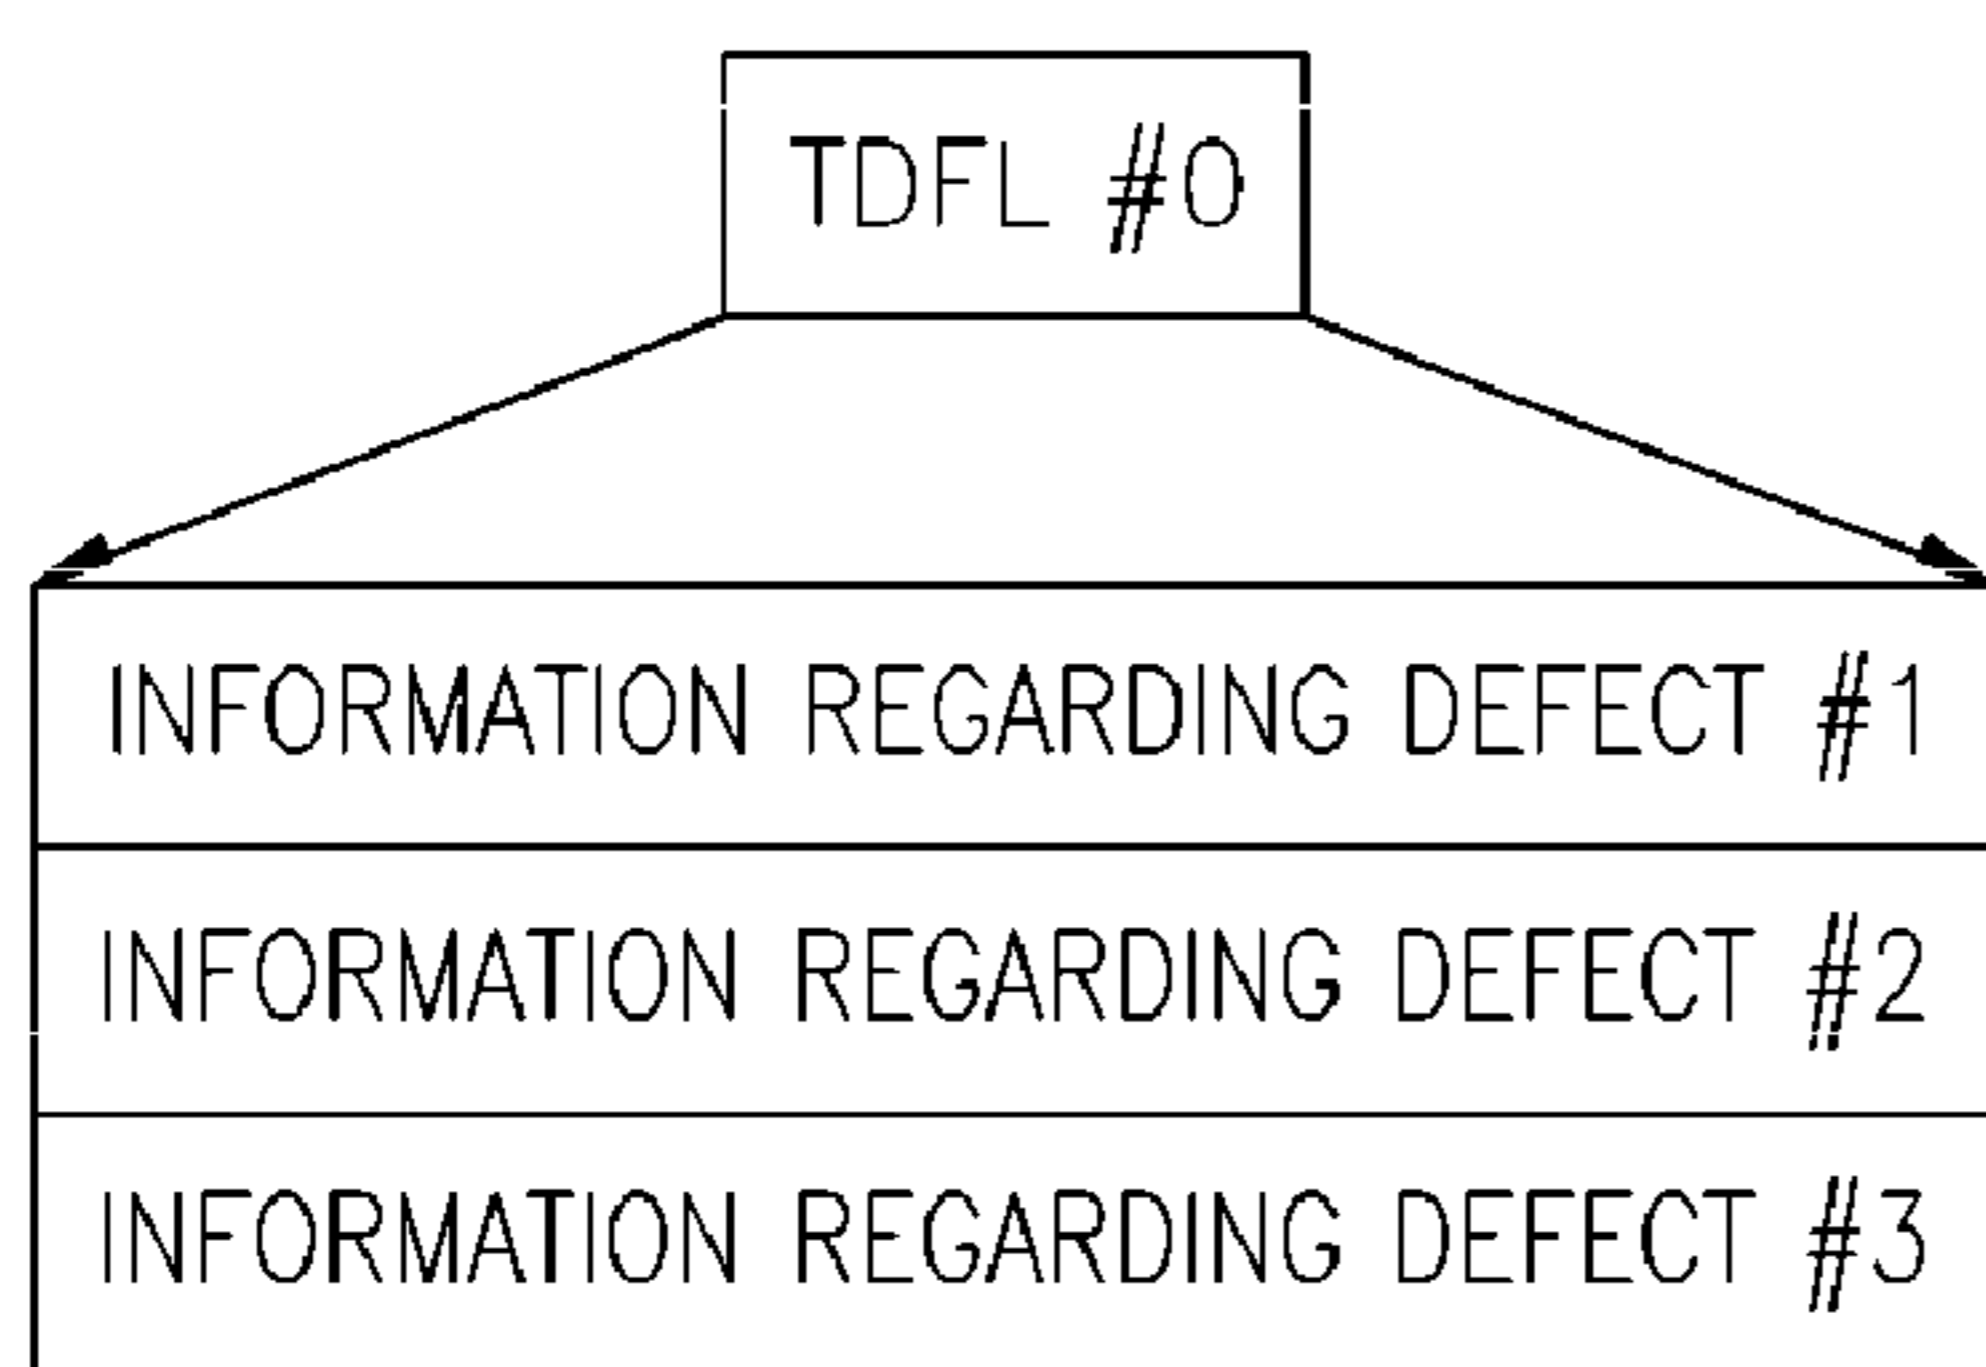 TDFL #0
INFORMATION REGARDING DEFECT #1
INFORMATION REGARDING DEFECT #2
INFORMATION REGARDING DEFECT #3